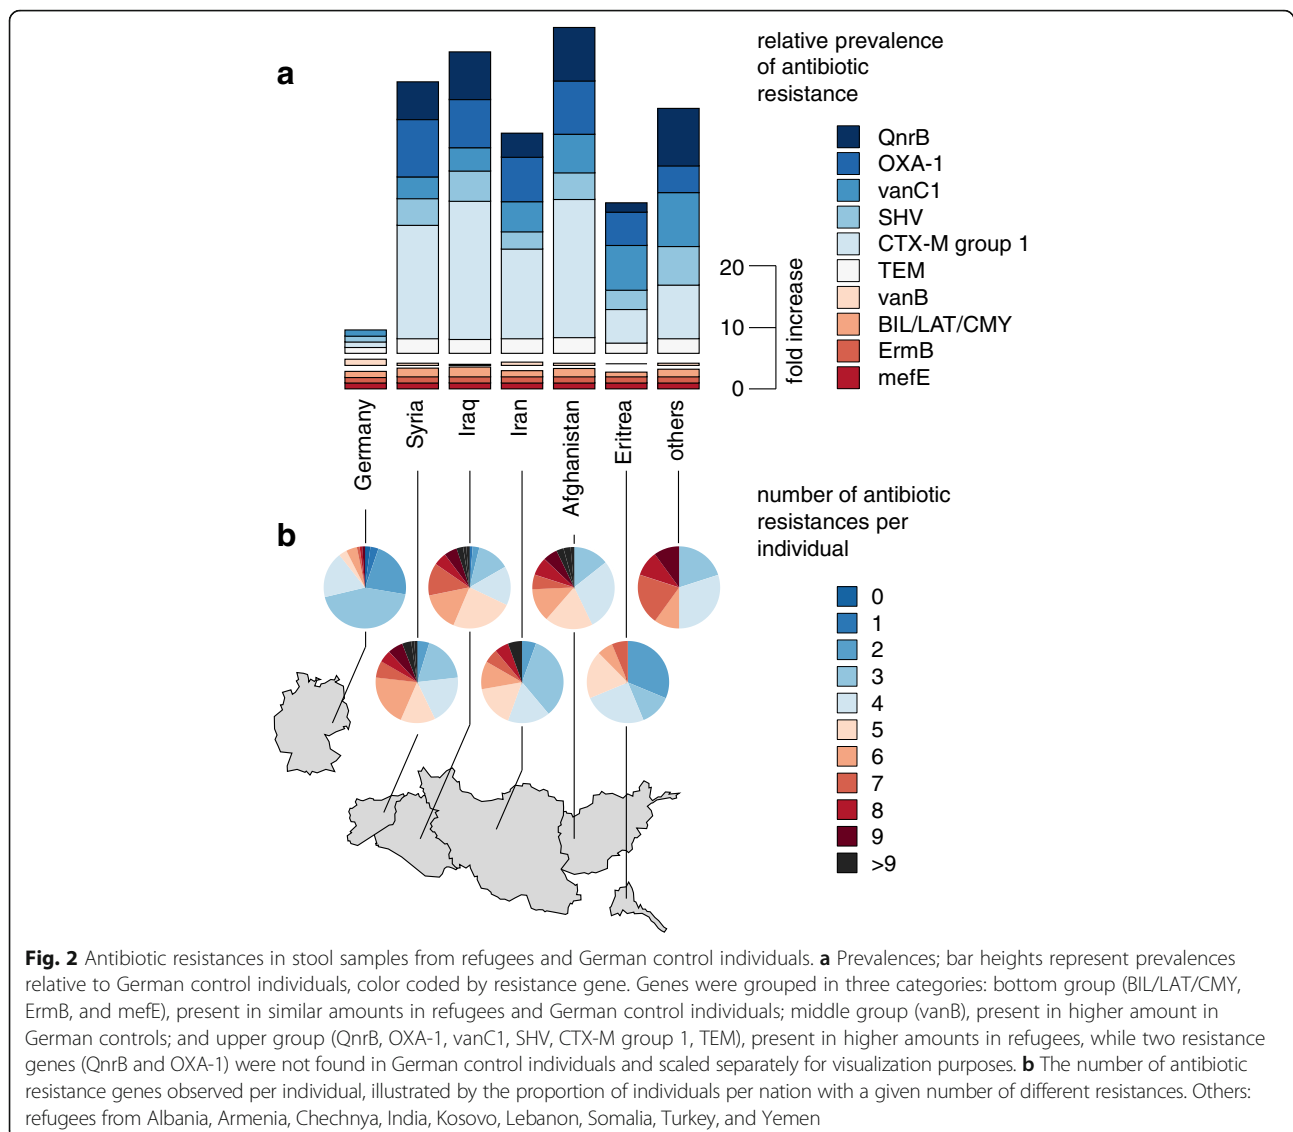 a
relative prevalence
of antibiotic
resistance
QnrB
OXA-1
vanC1
SHV
CTX-M group 1
TEM
vanB
BIL/LAT/CMY
ErmB
mefE
20
10
0
fold increase
Germany
Syria
Iraq
Iran
Afghanistan
Eritrea
others
b
number of antibiotic
resistances per
individual
0
1
2
3
4
5
6
7
8
9
>9
Fig. 2 Antibiotic resistances in stool samples from refugees and German control individuals. a Prevalences; bar heights represent prevalences
relative to German control individuals, color coded by resistance gene. Genes were grouped in three categories: bottom group (BIL/LAT/CMY,
ErmB, and mefE), present in similar amounts in refugees and German control individuals; middle group (vanB), present in higher amount in
German controls; and upper group (QnrB, OXA-1, vanC1, SHV, CTX-M group 1, TEM), present in higher amounts in refugees, while two resistance
genes (QnrB and OXA-1) were not found in German control individuals and scaled separately for visualization purposes. b The number of antibiotic
resistance genes observed per individual, illustrated by the proportion of individuals per nation with a given number of different resistances. Others:
refugees from Albania, Armenia, Chechnya, India, Kosovo, Lebanon, Somalia, Turkey, and Yemen